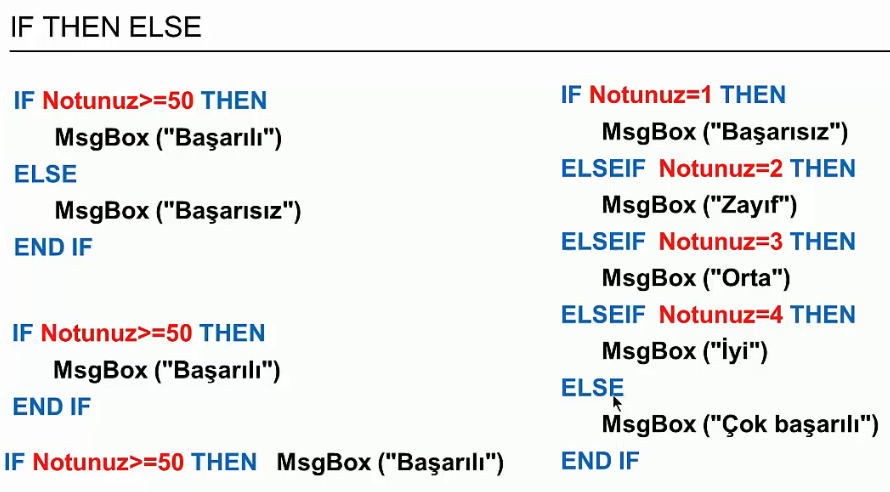 IF THEN ELSE
IF Notunuz>=50 THEN
MsgBox ("Başarılı")
ELSE
MsgBox ("Başarısız")
END IF
IF Notunuz>=50 THEN
MsgBox ("Başarılı")
END IF
IF Notunuz>=50 THEN MsgBox ("Başarılı")
IF Notunuz=1 THEN
MsgBox ("Başarısız")
ELSEIF Notunuz=2 THEN
MsgBox ("Zayıf")
ELSEIF Notunuz=3 THEN
MsgBox ("Orta")
ELSEIF Notunuz=4 THEN
MsgBox ("İyi")
ELSE
MsgBox ("Çok başarılı")
END IF